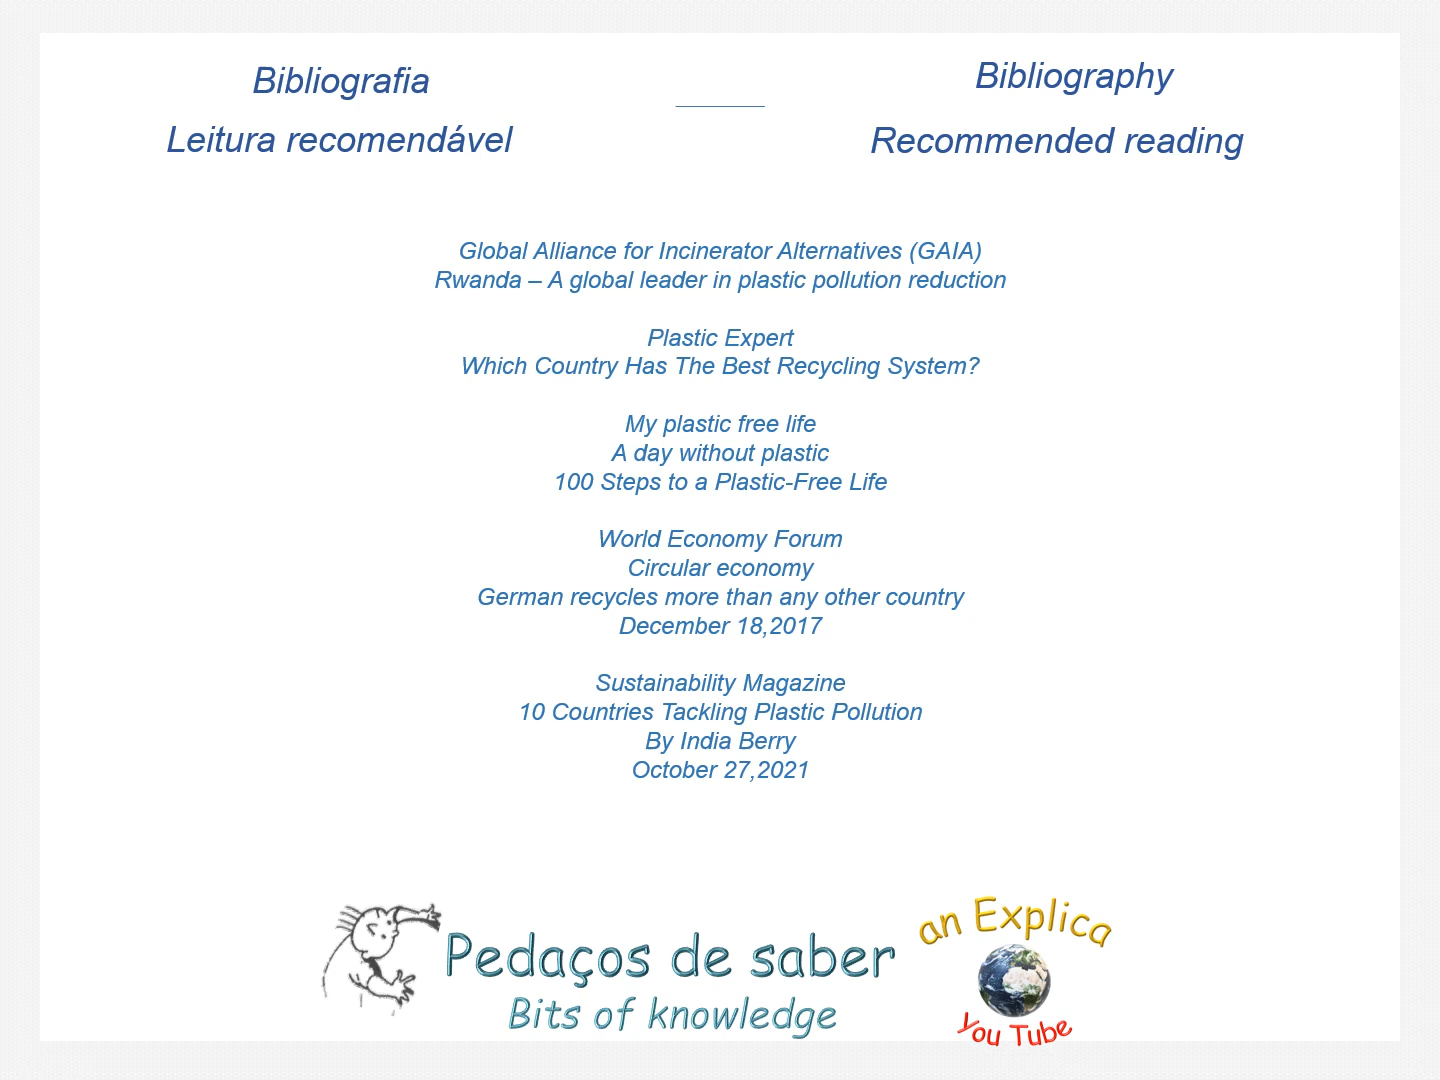 Bibliografia
Leitura recomendável
Bibliography
Recommended reading
Global Alliance for Incinerator Alternatives (GAIA)
Rwanda – A global leader in plastic pollution reduction
Plastic Expert
Which Country Has The Best Recycling System?
My plastic free life
A day without plastic
100 Steps to a Plastic-Free Life
World Economy Forum
Circular economy
German recycles more than any other country
December 18,2017
Sustainability Magazine
10 Countries Tackling Plastic Pollution
By India Berry
October 27,2021
Pedaços de saber
Bits of knowledge
an Explica
You Tube